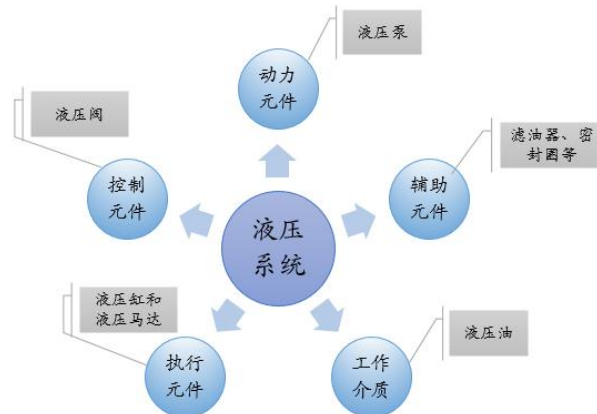 液压泵
动力
元件
液压阀
控制
元件
滤油器、密
封圈等
辅助
元件
液压
系统
液压缸和
液压马达
执行
元件
液压油
工作
介质